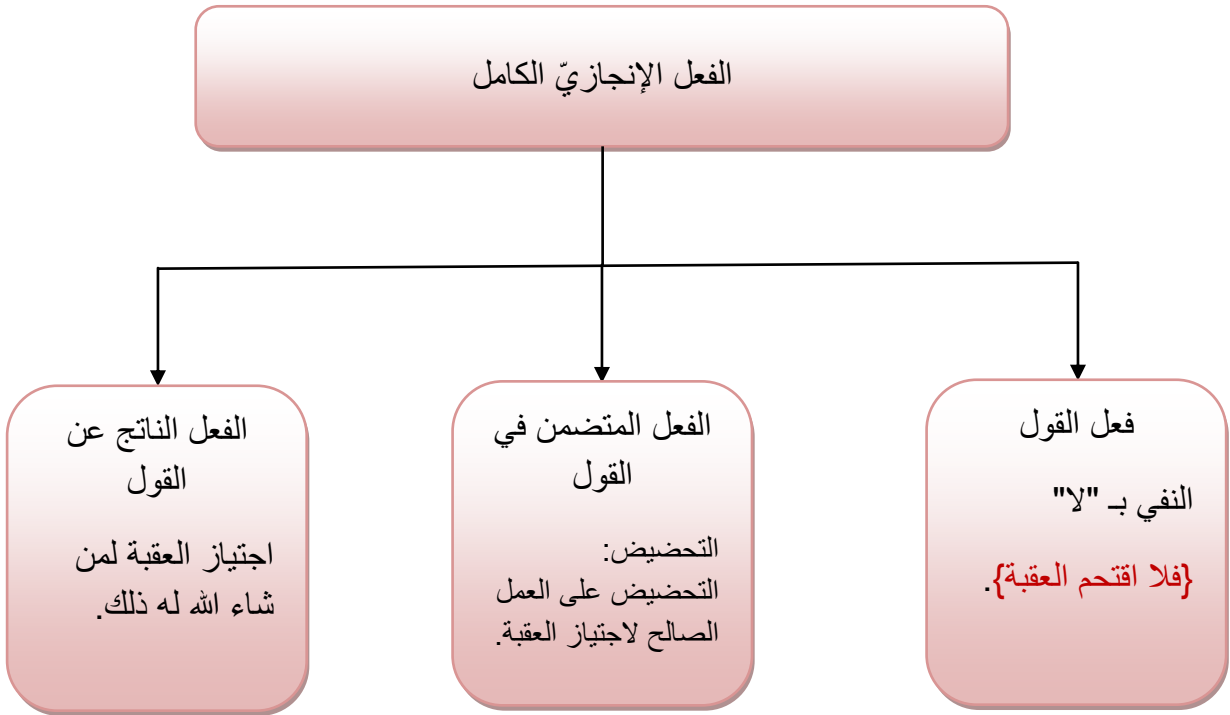 الفعل الإنجازيّ الكامل
فعل القول
النفي بـ "لا"
{فلا اقتحم العقبة}.
الفعل المتضمن في
القول
التحضيض:
التحضيض على العمل
الصالح لاجتياز العقبة.
الفعل الناتج عن
القول
اجتياز العقبة لمن
شاء الله له ذلك.